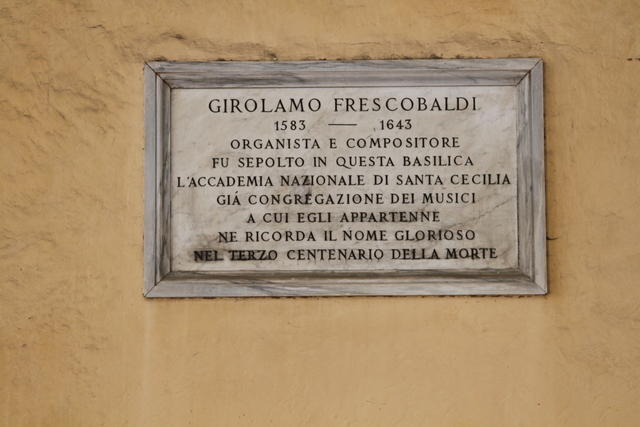 GIROLAMO FRESCOBALDI
1583 — 1643
ORGANISTA E COMPOSITORE
FU SEPOLTO IN QUESTA BASILICA
L'ACCADEMIA NAZIONALE DI SANTA CECILIA
GIÁ CONGREGAZIONE DEI MUSICI
A CUI EGLI APPARTENNE
NE RICORDA IL NOME GLORIOSO
NEL TERZO CENTENARIO DELLA MORTE